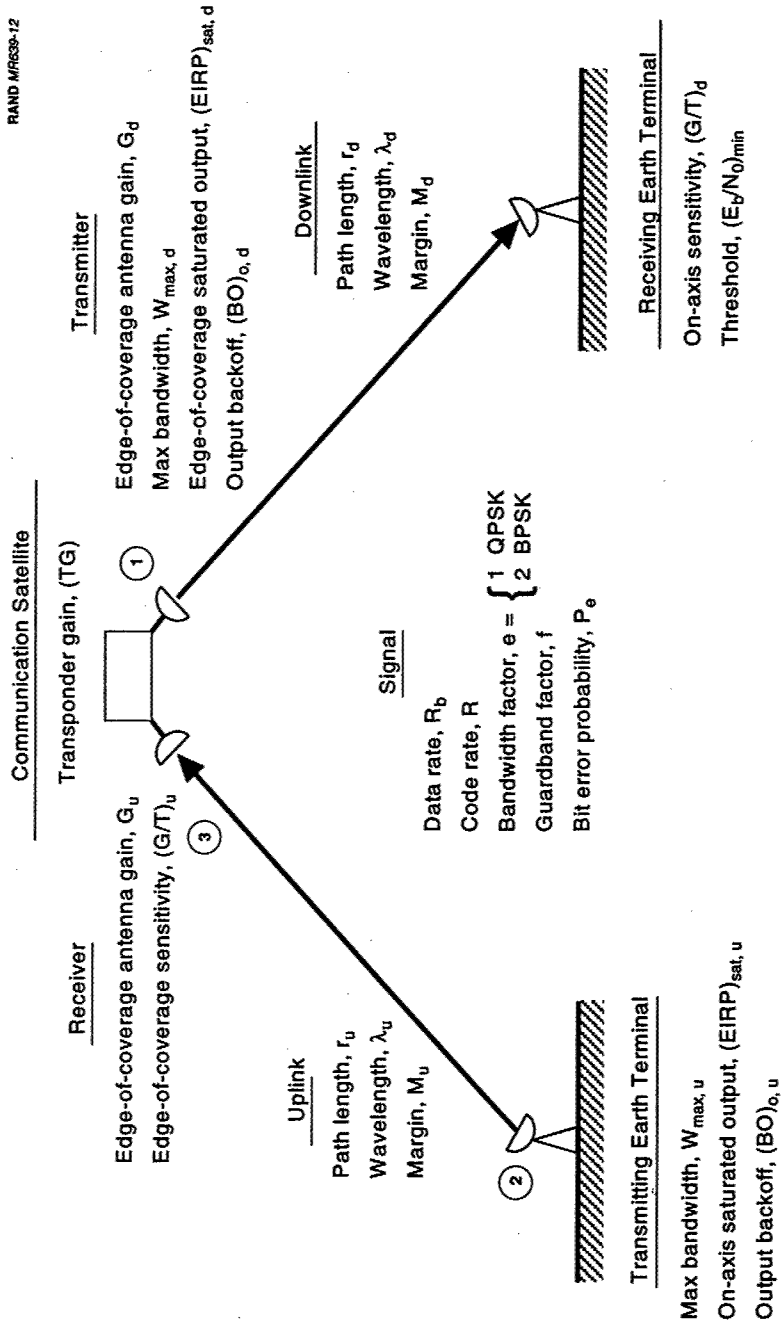 RAND MR639-12
Communication Satellite
Transponder gain, (TG)
Receiver
Edge-of-coverage antenna gain, G_u
Edge-of-coverage sensitivity, (G/T)_u
Transmitter
Edge-of-coverage antenna gain, G_d
Max bandwidth, W_max, d
Edge-of-coverage saturated output, (EIRP)_sat, d
Output backoff, (BO)_o, d
1
3
Uplink
Path length, r_u
Wavelength, λ_u
Margin, M_u
Downlink
Path length, r_d
Wavelength, λ_d
Margin, M_d
Signal
Data rate, R_b
Code rate, R
Bandwidth factor, e = { 1 QPSK
2 BPSK
Guardband factor, f
Bit error probability, P_e
2
Transmitting Earth Terminal
Max bandwidth, W_max, u
On-axis saturated output, (EIRP)_sat, u
Output backoff, (BO)_o, u
Receiving Earth Terminal
On-axis sensitivity, (G/T)_d
Threshold, (E_b/N_0)_min